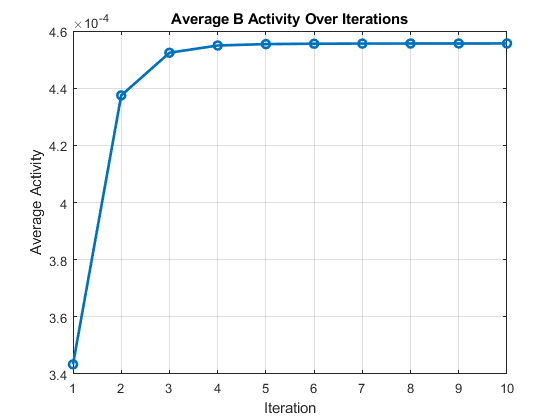 Average B Activity Over Iterations
×10⁻⁴
4.6
4.4
4.2
4
3.8
3.6
3.4
Average Activity
1 2 3 4 5 6 7 8 9 10
Iteration